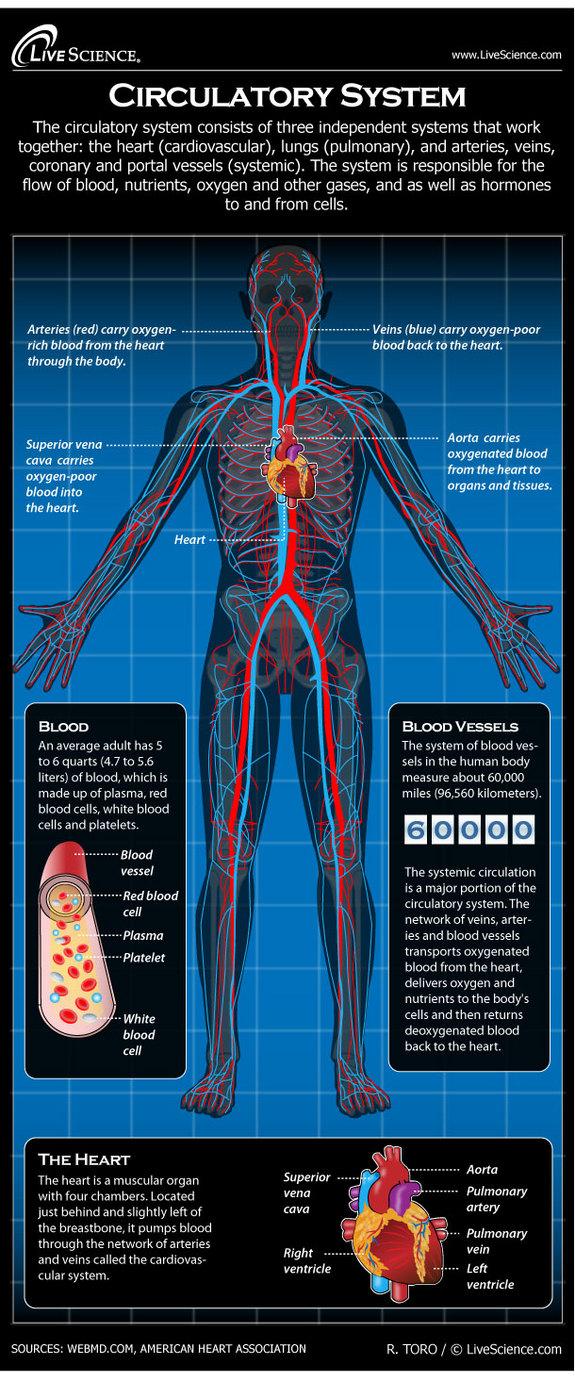 LIVESCIENCE®
www.LiveScience.com
CIRCULATORY SYSTEM
The circulatory system consists of three independent systems that work
together: the heart (cardiovascular), lungs (pulmonary), and arteries, veins,
coronary and portal vessels (systemic). The system is responsible for the
flow of blood, nutrients, oxygen and other gases, and as well as hormones
to and from cells.
Arteries (red) carry oxygen-
rich blood from the heart
through the body.
Veins (blue) carry oxygen-poor
blood back to the heart.
Superior vena
cava carries
oxygen-poor
blood into
the heart.
Aorta carries
oxygenated blood
from the heart to
organs and tissues.
Heart
BLOOD
An average adult has 5
to 6 quarts (4.7 to 5.6
liters) of blood, which is
made up of plasma, red
blood cells, white blood
cells and platelets.
Blood
vessel
Red blood
cell
Plasma
Platelet
White
blood
cell
BLOOD VESSELS
The system of blood ves-
sels in the human body
measure about 60,000
miles (96,560 kilometers).
60000
The systemic circulation
is a major portion of the
circulatory system. The
network of veins, arter-
ies and blood vessels
transports oxygenated
blood from the heart,
delivers oxygen and
nutrients to the body's
cells and then returns
deoxygenated blood
back to the heart.
THE HEART
The heart is a muscular organ
with four chambers. Located
just behind and slightly left of
the breastbone, it pumps blood
through the network of arteries
and veins called the cardiovas-
cular system.
Superior
vena
cava
Right
ventricle
Aorta
Pulmonary
artery
Pulmonary
vein
Left
ventricle
SOURCES: WEBMD.COM, AMERICAN HEART ASSOCIATION
R. TORO / © LiveScience.com